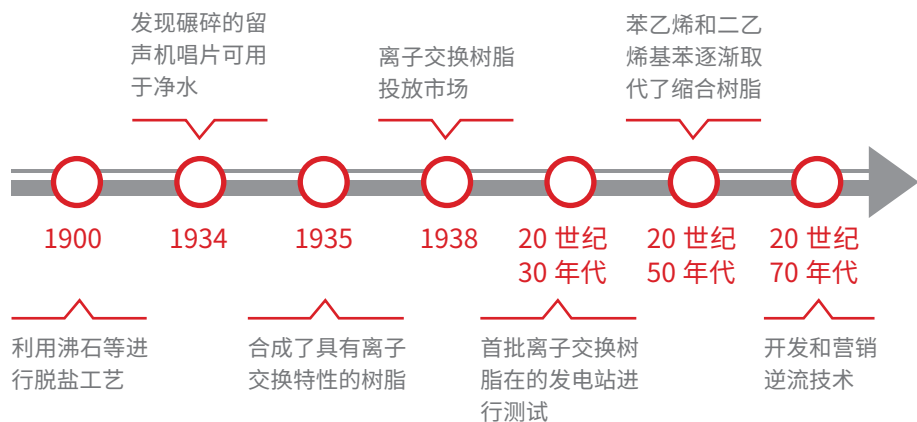 发现碾碎的留
声机唱片可用
于净水
离子交换树脂
投放市场
苯乙烯和二乙
烯基苯逐渐取
代了缩合树脂
1900
1934
1935
1938
20 世纪
30 年代
20 世纪
50 年代
20 世纪
70 年代
利用沸石等进
行脱盐工艺
合成了具有离子
交换特性的树脂
首批离子交换树
脂在的发电站进
行测试
开发和营销
逆流技术